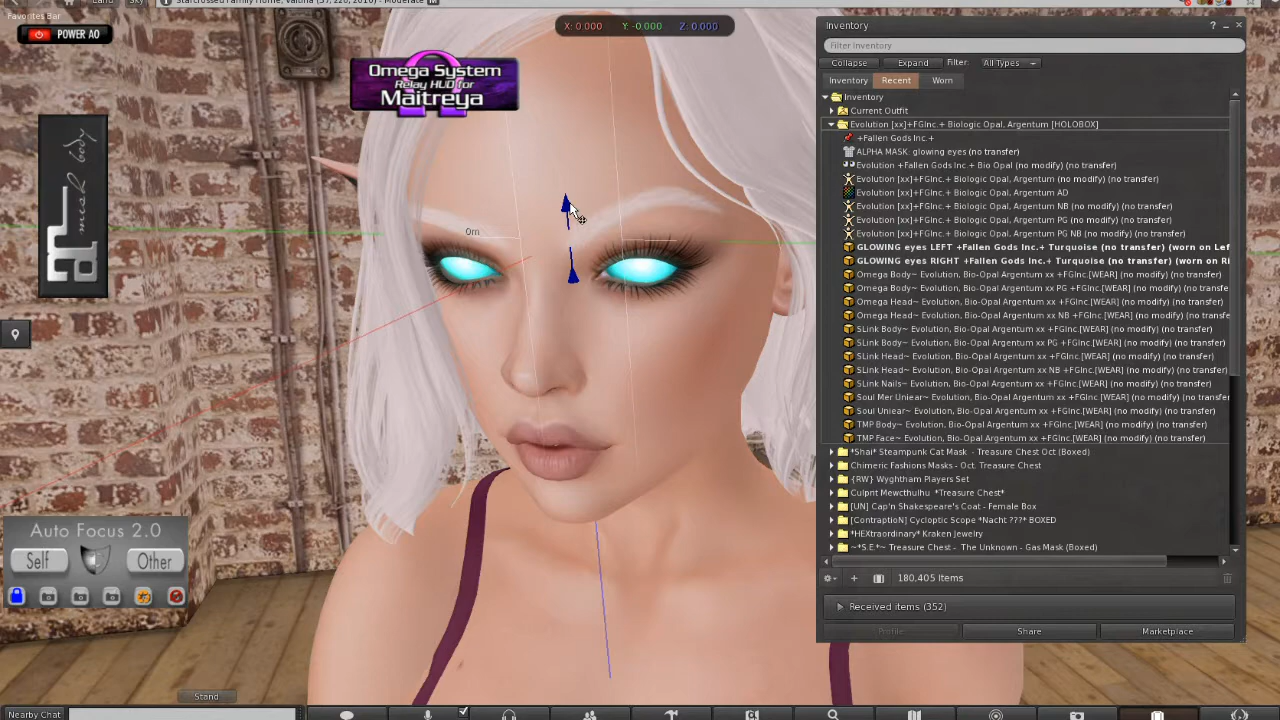 Land Sky Starcrossed Family Home, Valonia (57, 220, 2010) - Moderate
Favorites Bar
POWER AO
X: 0.000 Y: -0.000 Z: 0.000
Omega System
Relay HUD for
Maitreya
mesh body
0m
Auto Focus 2.0
Self Other
Stand
Nearby Chat
Inventory
Filter Inventory
Collapse Expand Filter: All Types
Inventory Recent Worn
Inventory
Current Outfit
Evolution [xx]+FGInc.+ Biologic Opal, Argentum [HOLOBOX]
+Fallen Gods Inc.+
ALPHA MASK: glowing eyes (no transfer)
Evolution +Fallen Gods Inc.+ Bio Opal (no modify) (no transfer)
Evolution [xx]+FGInc.+ Biologic Opal, Argentum (no modify) (no transfer)
Evolution [xx]+FGInc.+ Biologic Opal, Argentum AD
Evolution [xx]+FGInc.+ Biologic Opal, Argentum NB (no modify) (no transfer)
Evolution [xx]+FGInc.+ Biologic Opal, Argentum PG (no modify) (no transfer)
Evolution [xx]+FGInc.+ Biologic Opal, Argentum PG NB (no modify) (no transfer)
GLOWING eyes LEFT +Fallen Gods Inc.+ Turquoise (no transfer) (worn on Lef
GLOWING eyes RIGHT +Fallen Gods Inc.+ Turquoise (no transfer) (worn on Ri
Omega Body~ Evolution, Bio-Opal Argentum xx +FGInc.[WEAR] (no modify) (no transfer)
Omega Body~ Evolution, Bio-Opal Argentum xx PG +FGInc.[WEAR] (no modify) (no transfe
Omega Head~ Evolution, Bio-Opal Argentum xx +FGInc.[WEAR] (no modify) (no transfer)
Omega Head~ Evolution, Bio-Opal Argentum xx NB +FGInc.[WEAR] (no modify) (no transfe
SLink Body~ Evolution, Bio-Opal Argentum xx +FGInc.[WEAR] (no modify) (no transfer)
SLink Body~ Evolution, Bio-Opal Argentum xx PG +FGInc.[WEAR] (no modify) (no transfer)
SLink Head~ Evolution, Bio-Opal Argentum xx +FGInc.[WEAR] (no modify) (no transfer)
SLink Head~ Evolution, Bio-Opal Argentum xx NB +FGInc.[WEAR] (no modify) (no transfer)
SLink Nails~ Evolution, Bio-Opal Argentum xx +FGInc.[WEAR] (no modify) (no transfer)
Soul Mer Uniear~ Evolution, Bio-Opal Argentum xx +FGInc.[WEAR] (no modify) (no transfer
Soul Uniear~ Evolution, Bio-Opal Argentum xx +FGInc.[WEAR] (no modify) (no transfer)
TMP Body~ Evolution, Bio-Opal Argentum xx +FGInc.[WEAR] (no modify) (no transfer)
TMP Face~ Evolution, Bio-Opal Argentum xx +FGInc.[WEAR] (no modify) (no transfer)
*Shai* Steampunk Cat Mask - Treasure Chest Oct (Boxed)
Chimeric Fashions Masks - Oct. Treasure Chest
{RW} Wyghtham Players Set
Culpnt Mewcthulhu *Treasure Chest*
[UN] Cap'n Shakespeare's Coat - Female Box
[ContraptioN] Cycloptic Scope *Nacht ???* BOXED
*HEXtraordinary* Kraken Jewelry
~*S.E.*~ Treasure Chest - The Unknown - Gas Mask (Boxed)
180,405 Items
Received items (352)
Profile Share Marketplace